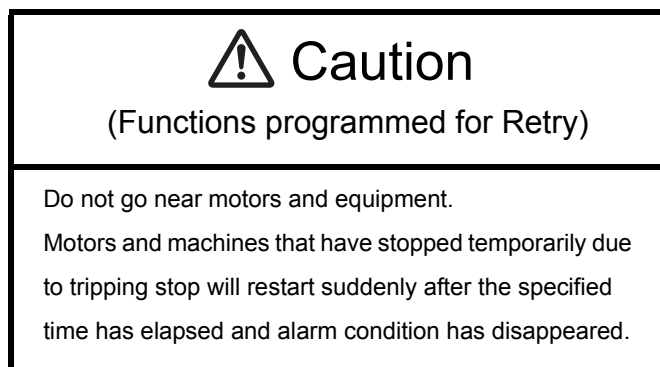 Caution
(Functions programmed for Retry)
Do not go near motors and equipment.
Motors and machines that have stopped temporarily due
to tripping stop will restart suddenly after the specified
time has elapsed and alarm condition has disappeared.